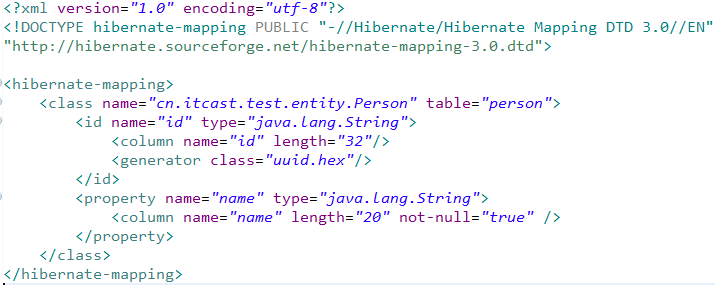 <?xml version="1.0" encoding="utf-8"?>
<!DOCTYPE hibernate-mapping PUBLIC "-//Hibernate/Hibernate Mapping DTD 3.0//EN"
"http://hibernate.sourceforge.net/hibernate-mapping-3.0.dtd">

<hibernate-mapping>
    <class name="cn.itcast.test.entity.Person" table="person">
        <id name="id" type="java.lang.String">
            <column name="id" length="32"/>
            <generator class="uuid.hex"/>
        </id>
        <property name="name" type="java.lang.String">
            <column name="name" length="20" not-null="true" />
        </property>
    </class>
</hibernate-mapping>